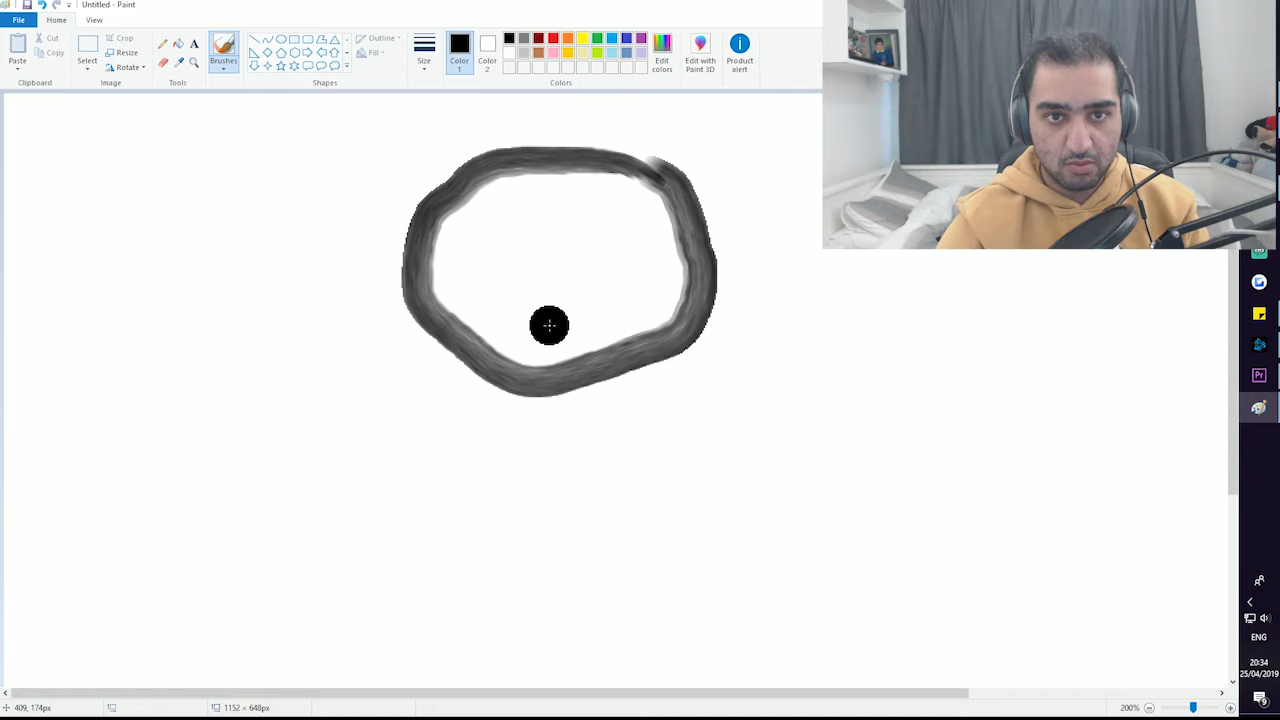 Untitled - Paint
File Home View
Paste
Cut
Copy
Clipboard
Select
Crop
Resize
Rotate
Image
A
Tools
Brushes
Outline
Fill
Shapes
Size
Color 1
Color 2
Edit colors
Colors
Edit with Paint 3D
Product alert
Pr
ENG
20:34
25/04/2019
9
409, 174px
1152 × 648px
200%